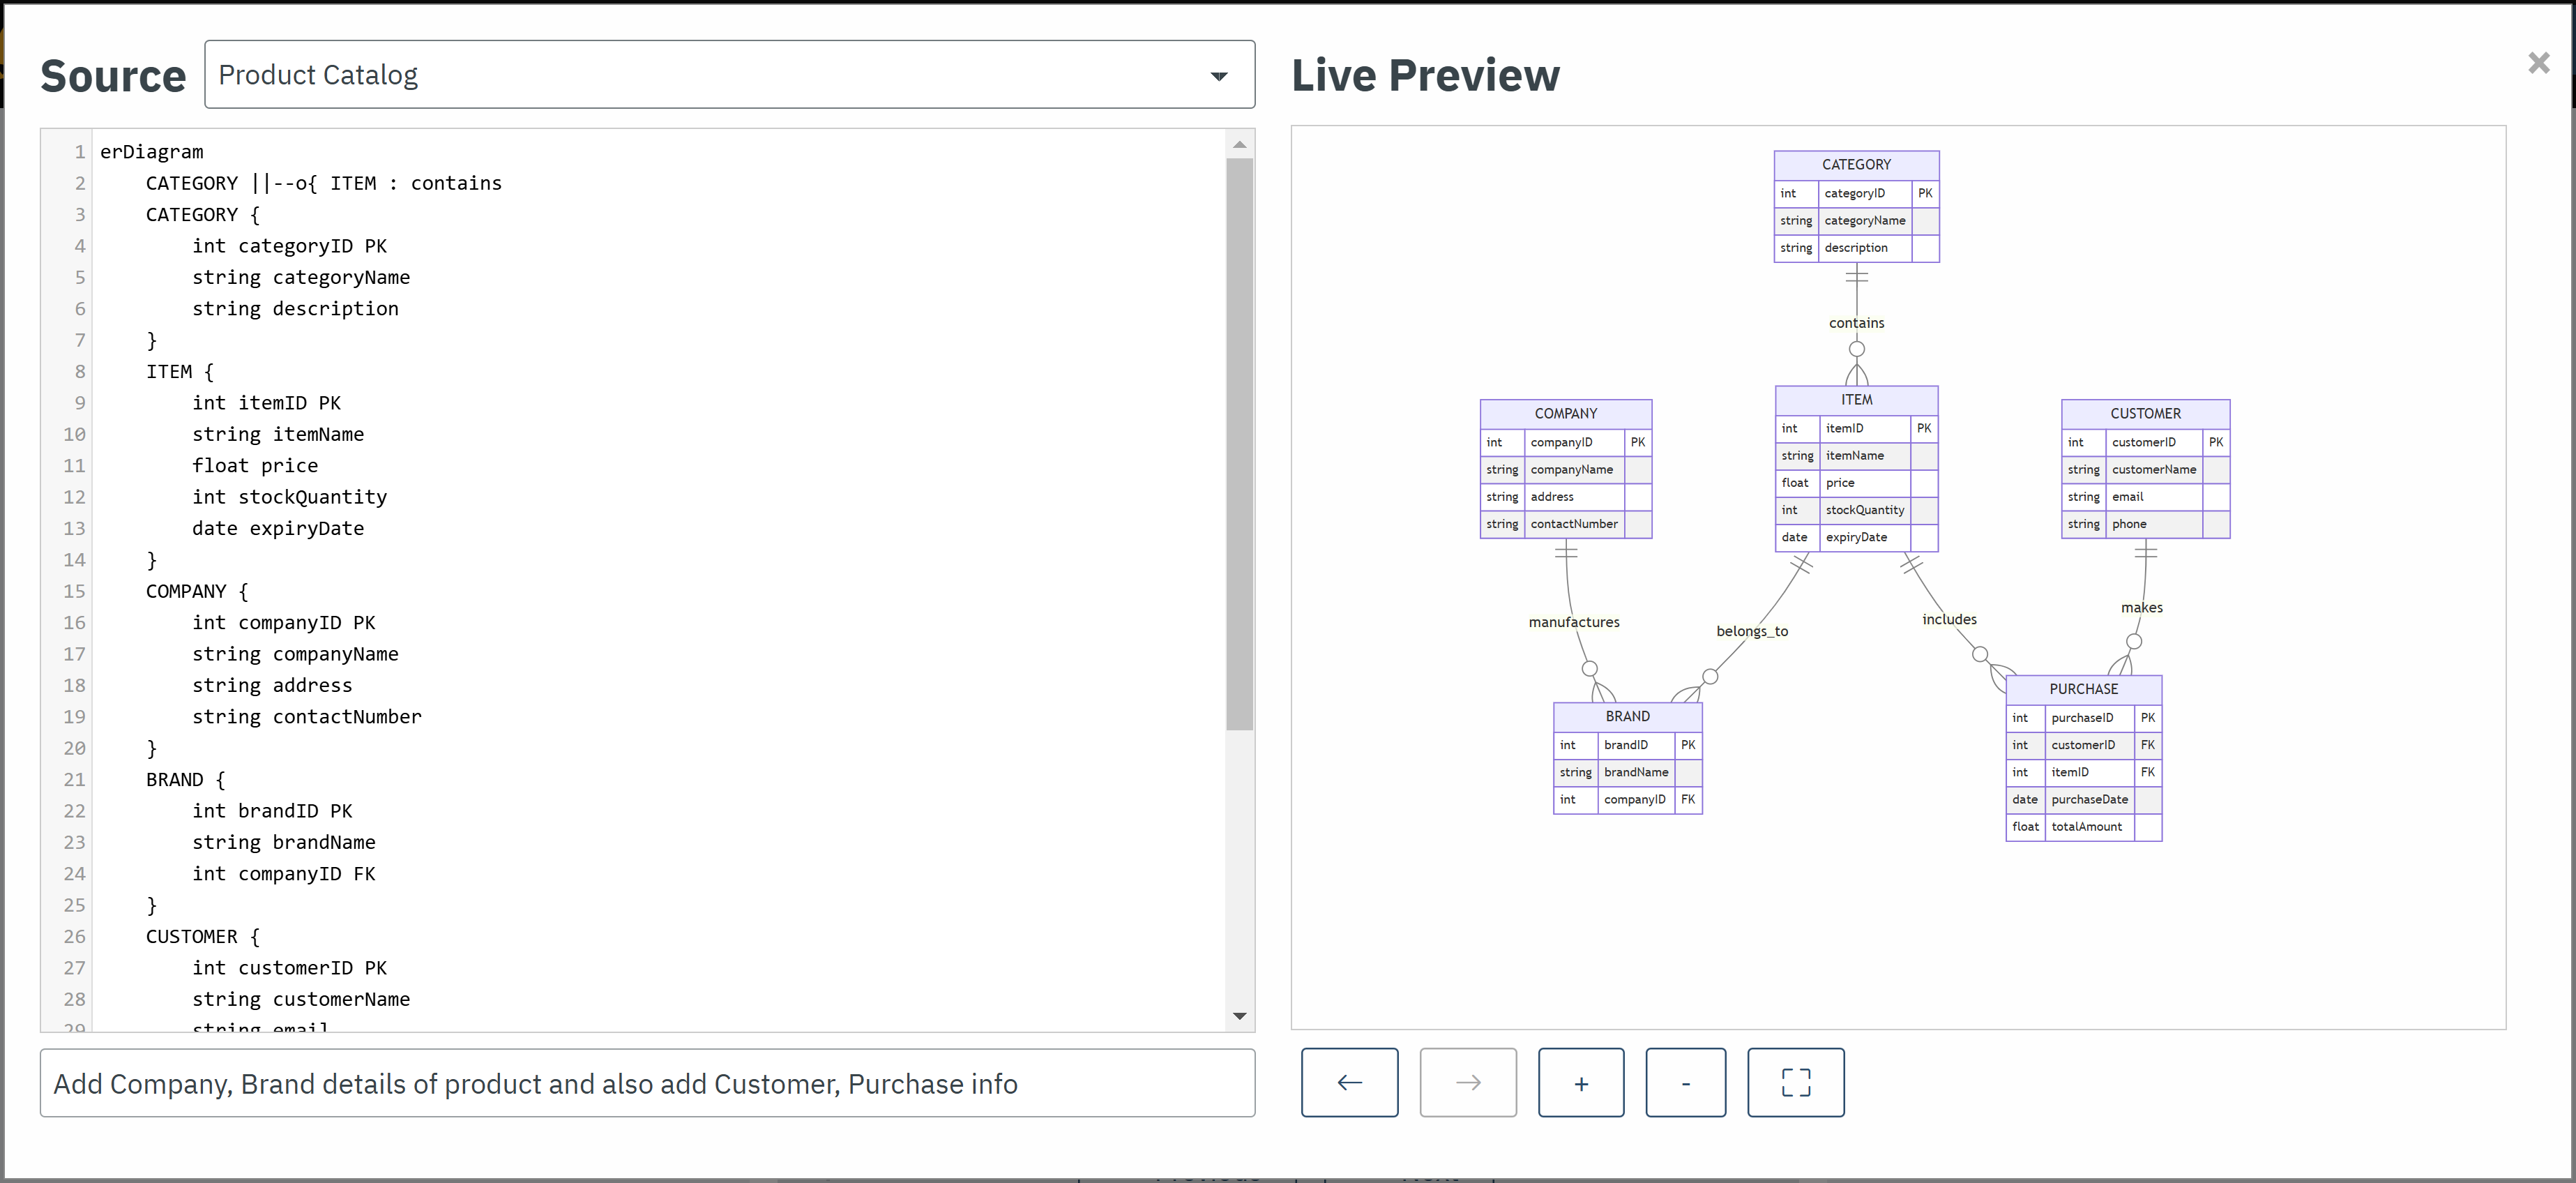 Source
Product Catalog
1 erDiagram
2 CATEGORY ||--o{ ITEM : contains
3 CATEGORY {
4 int categoryID PK
5 string categoryName
6 string description
7 }
8 ITEM {
9 int itemID PK
10 string itemName
11 float price
12 int stockQuantity
13 date expiryDate
14 }
15 COMPANY {
16 int companyID PK
17 string companyName
18 string address
19 string contactNumber
20 }
21 BRAND {
22 int brandID PK
23 string brandName
24 int companyID FK
25 }
26 CUSTOMER {
27 int customerID PK
28 string customerName
29 string email
Add Company, Brand details of product and also add Customer, Purchase info
Live Preview
×
CATEGORY
int categoryID PK
string categoryName
string description
contains
COMPANY
int companyID PK
string companyName
string address
string contactNumber
ITEM
int itemID PK
string itemName
float price
int stockQuantity
date expiryDate
CUSTOMER
int customerID PK
string customerName
string email
string phone
manufactures
belongs_to
includes
makes
BRAND
int brandID PK
string brandName
int companyID FK
PURCHASE
int purchaseID PK
int customerID FK
int itemID FK
date purchaseDate
float totalAmount
← → + -